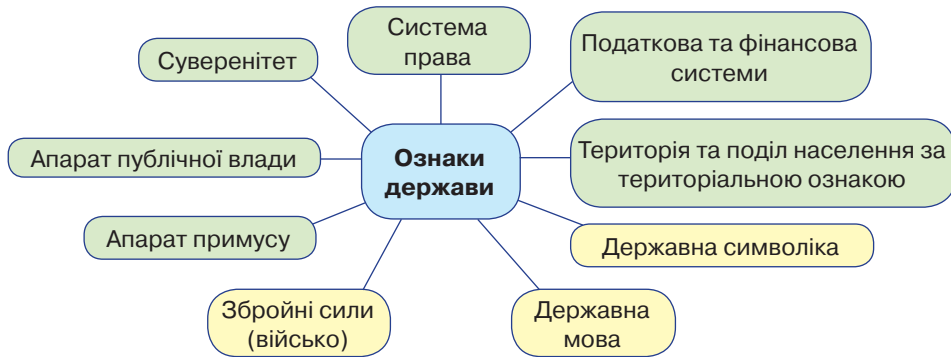 Система
права
Податкова та фінансова
системи
Суверенітет
Апарат публічної влади
Ознаки
держави
Територія та поділ населення за
територіальною ознакою
Апарат примусу
Державна символіка
Збройні сили
(військо)
Державна
мова